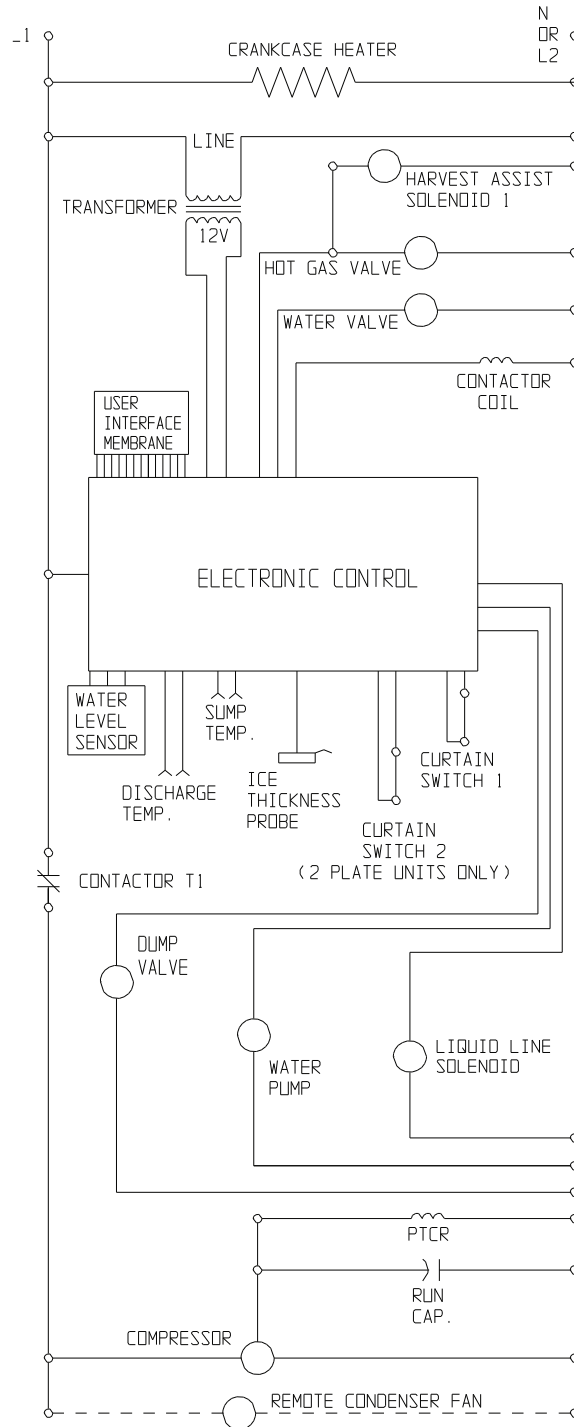 _1
N
OR
L2
CRANKCASE HEATER
LINE
TRANSFORMER
12V
HARVEST ASSIST
SOLENOID 1
HOT GAS VALVE
WATER VALVE
CONTACTOR
COIL
USER
INTERFACE
MEMBRANE
ELECTRONIC CONTROL
WATER
LEVEL
SENSOR
SUMP
TEMP.
DISCHARGE
TEMP.
ICE
THICKNESS
PROBE
CURTAIN
SWITCH 1
CURTAIN
SWITCH 2
(2 PLATE UNITS ONLY)
CONTACTOR T1
DUMP
VALVE
WATER
PUMP
LIQUID LINE
SOLENOID
PTCR
RUN
CAP.
COMPRESSOR
REMOTE CONDENSER FAN